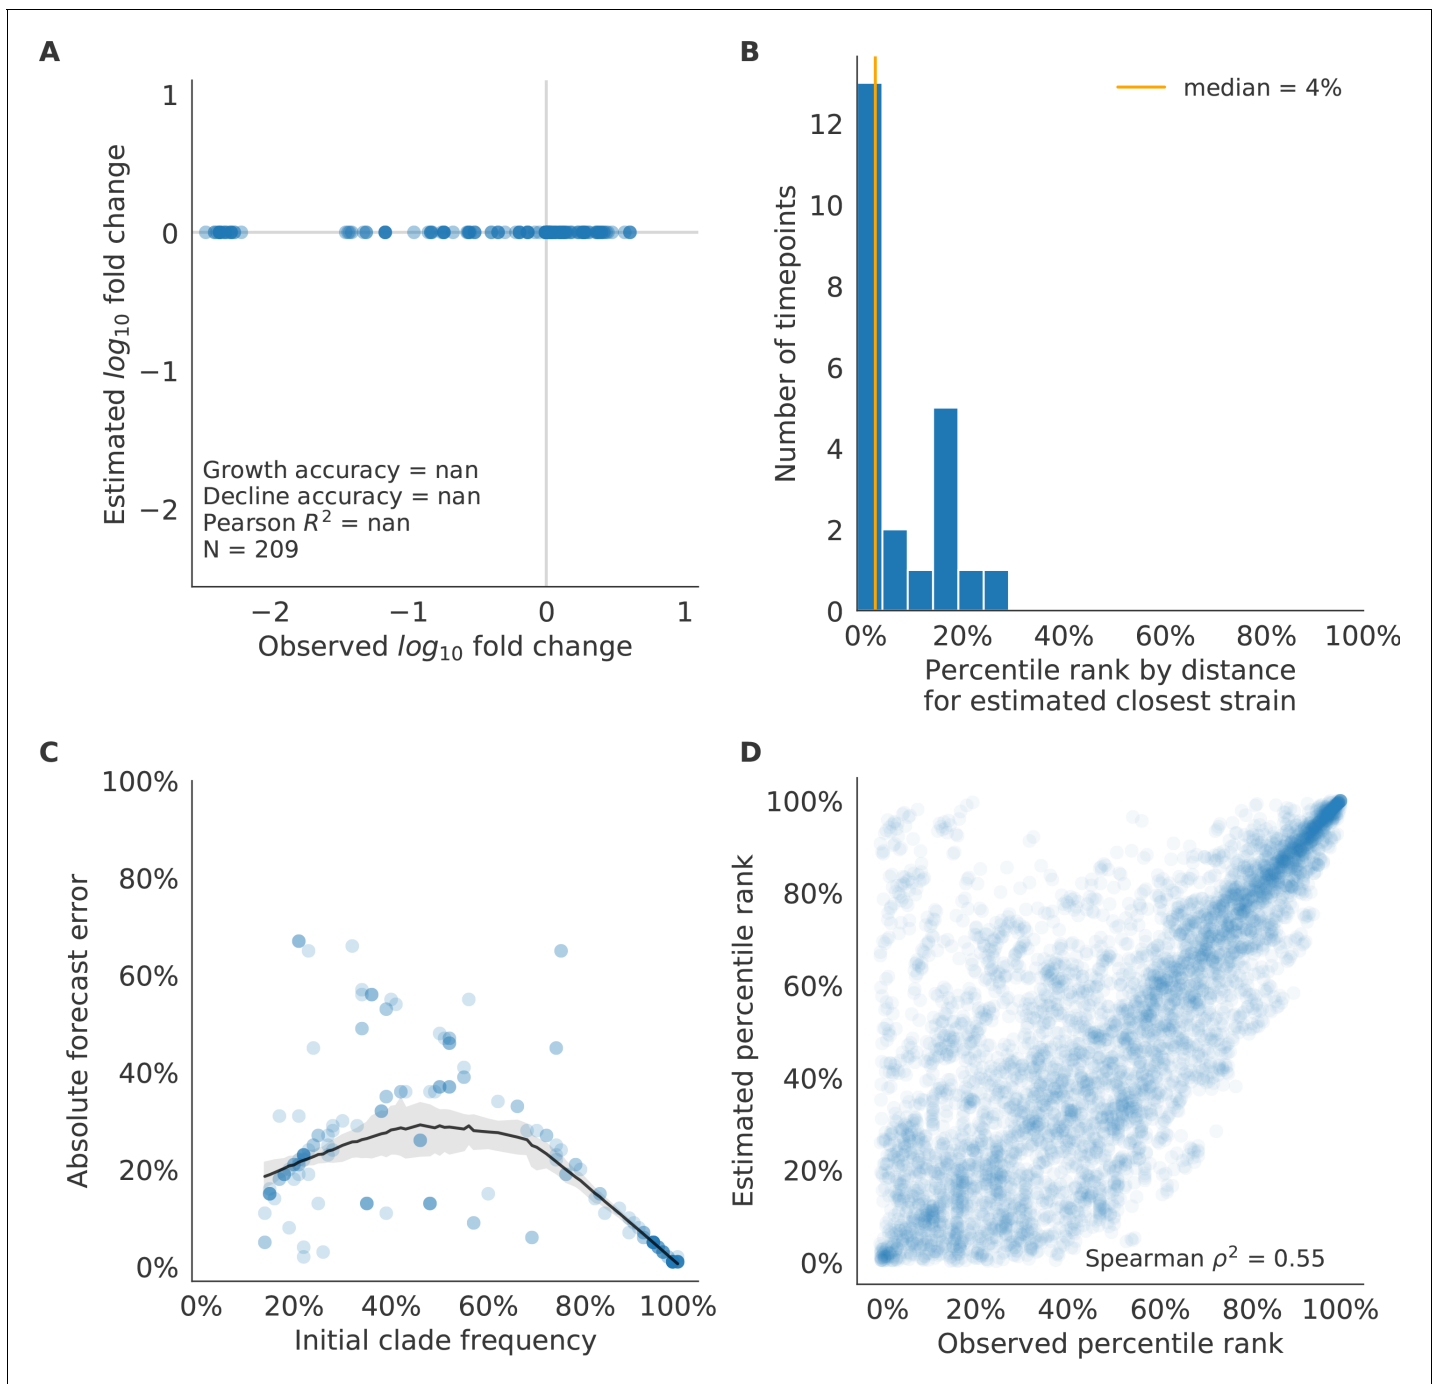 A
1
0
−1
−2
Estimated log10 fold change
Growth accuracy = nan
Decline accuracy = nan
Pearson R² = nan
N = 209
−2 −1 0 1
Observed log10 fold change
B
median = 4%
12
10
8
6
4
2
0
Number of timepoints
0% 20% 40% 60% 80% 100%
Percentile rank by distance
for estimated closest strain
C
100%
80%
60%
40%
20%
0%
Absolute forecast error
0% 20% 40% 60% 80% 100%
Initial clade frequency
D
100%
80%
60%
40%
20%
0%
Estimated percentile rank
Spearman ρ² = 0.55
0% 20% 40% 60% 80% 100%
Observed percentile rank